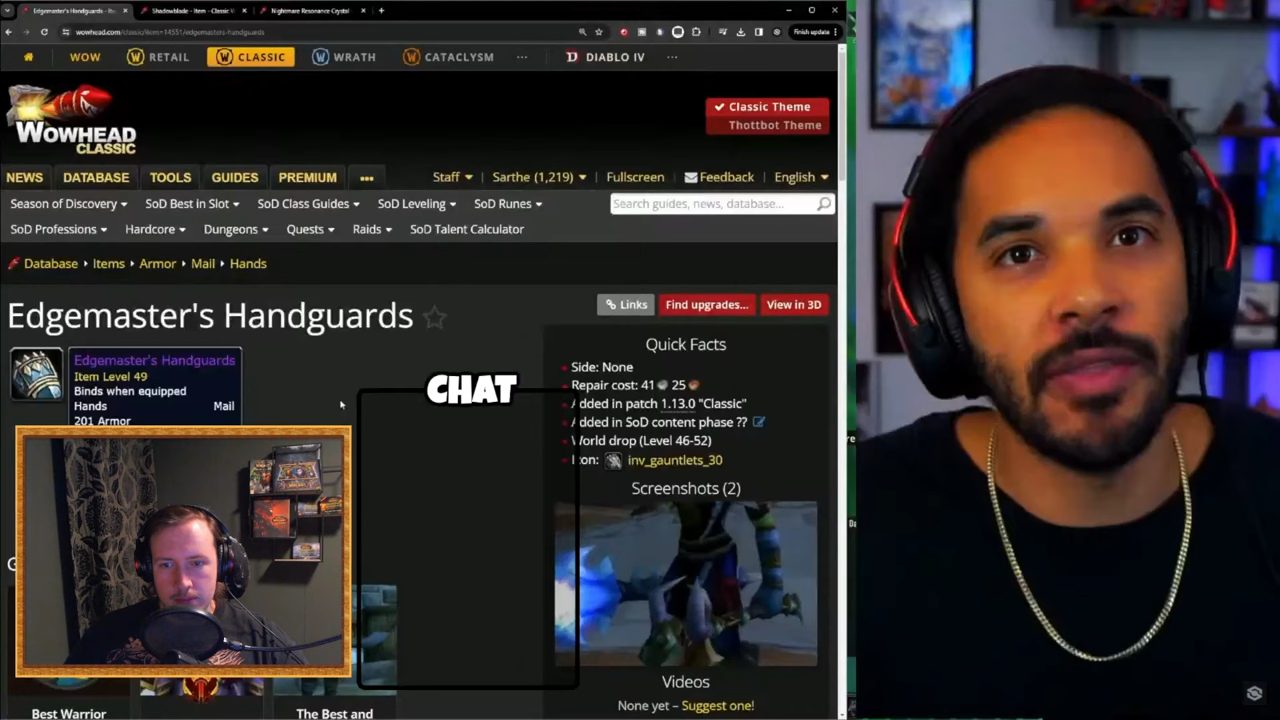 Edgemaster's Handguards
Shadowblade - Item - Classic
Nightmare Resonance Crystal
wowhead.com/classic/item=14551/edgemasters-handguards
Finish update
WOW
RETAIL
CLASSIC
WRATH
CATACLYSM
DIABLO IV
WOWHEAD
CLASSIC
Classic Theme
Thottbot Theme
NEWS
DATABASE
TOOLS
GUIDES
PREMIUM
Staff
Sarthe (1,219)
Fullscreen
Feedback
English
Season of Discovery
SoD Best in Slot
SoD Class Guides
SoD Leveling
SoD Runes
Search guides, news, database...
SoD Professions
Hardcore
Dungeons
Quests
Raids
SoD Talent Calculator
Database
Items
Armor
Mail
Hands
Edgemaster's Handguards
Links
Find upgrades...
View in 3D
Edgemaster's Handguards
Item Level 49
Binds when equipped
Hands Mail
201 Armor
CHAT
Quick Facts
Side: None
Repair cost: 41 25
Added in patch 1.13.0 "Classic"
Added in SoD content phase ??
World drop (Level 46-52)
Icon: inv_gauntlets_30
Screenshots (2)
Videos
None yet – Suggest one!
Best Warrior
The Best and